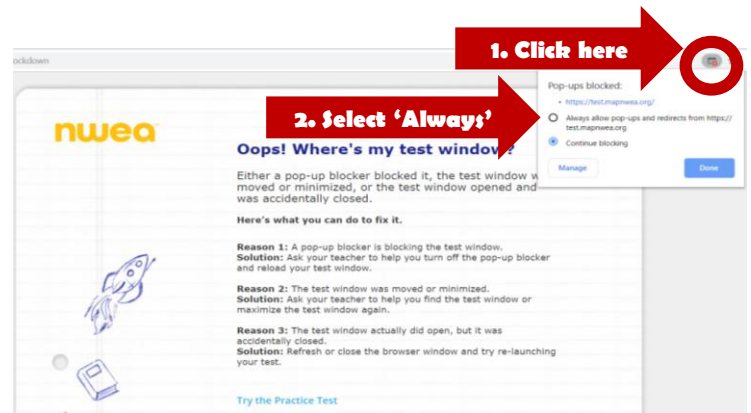 1. Click here
ockdown
Pop-ups blocked:
• https://test.mapnwea.org/
Always allow pop-ups and redirects from https://
test.mapnwea.org
Continue blocking
Manage
Done
2. Select ‘Always’
nwea
Oops! Where's my test window?
Either a pop-up blocker blocked it, the test window w
moved or minimized, or the test window opened and
was accidentally closed.
Here's what you can do to fix it.
Reason 1: A pop-up blocker is blocking the test window.
Solution: Ask your teacher to help you turn off the pop-up blocker
and reload your test window.
Reason 2: The test window was moved or minimized.
Solution: Ask your teacher to help you find the test window or
maximize the test window again.
Reason 3: The test window actually did open, but it was
accidentally closed.
Solution: Refresh or close the browser window and try re-launching
your test.
Try the Practice Test